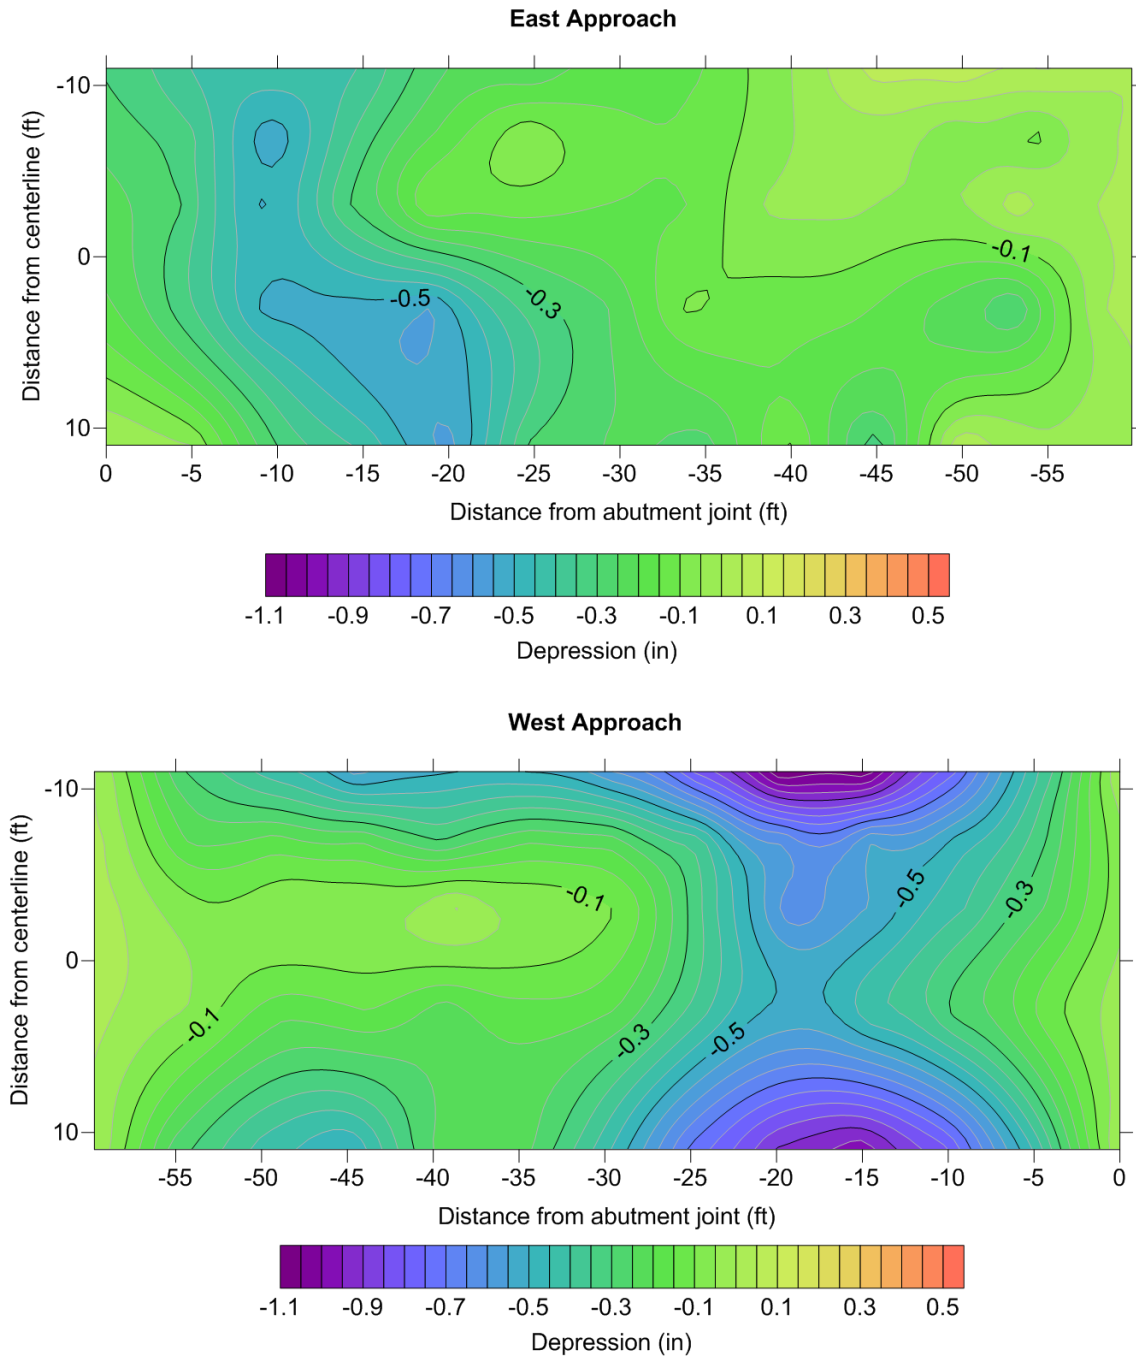 East Approach
-10
0
10
Distance from centerline (ft)
-0.5
-0.3
-0.1
0 -5 -10 -15 -20 -25 -30 -35 -40 -45 -50 -55
Distance from abutment joint (ft)
-1.1 -0.9 -0.7 -0.5 -0.3 -0.1 0.1 0.3 0.5
Depression (in)
West Approach
-10
0
10
Distance from centerline (ft)
-0.1
-0.5
-0.3
-0.1
-0.3
-0.5
-55 -50 -45 -40 -35 -30 -25 -20 -15 -10 -5 0
Distance from abutment joint (ft)
-1.1 -0.9 -0.7 -0.5 -0.3 -0.1 0.1 0.3 0.5
Depression (in)